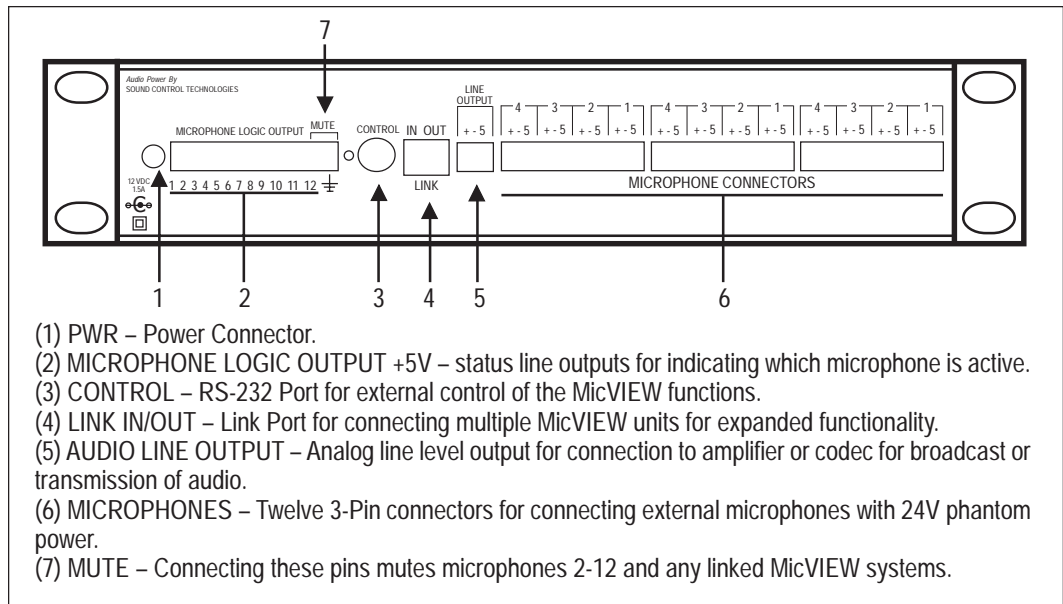 7
Audio Power By
SOUND CONTROL TECHNOLOGIES
LINE
OUTPUT
4 3 2 1 4 3 2 1 4 3 2 1
MICROPHONE LOGIC OUTPUT MUTE CONTROL IN OUT + - 5 + - 5 + - 5 + - 5 + - 5 + - 5 + - 5 + - 5 + - 5 + - 5 + - 5 + - 5 + - 5
12 VDC
1.5A
1 2 3 4 5 6 7 8 9 10 11 12
LINK
MICROPHONE CONNECTORS
1 2 3 4 5 6
(1) PWR – Power Connector.
(2) MICROPHONE LOGIC OUTPUT +5V – status line outputs for indicating which microphone is active.
(3) CONTROL – RS-232 Port for external control of the MicVIEW functions.
(4) LINK IN/OUT – Link Port for connecting multiple MicVIEW units for expanded functionality.
(5) AUDIO LINE OUTPUT – Analog line level output for connection to amplifier or codec for broadcast or
transmission of audio.
(6) MICROPHONES – Twelve 3-Pin connectors for connecting external microphones with 24V phantom
power.
(7) MUTE – Connecting these pins mutes microphones 2-12 and any linked MicVIEW systems.